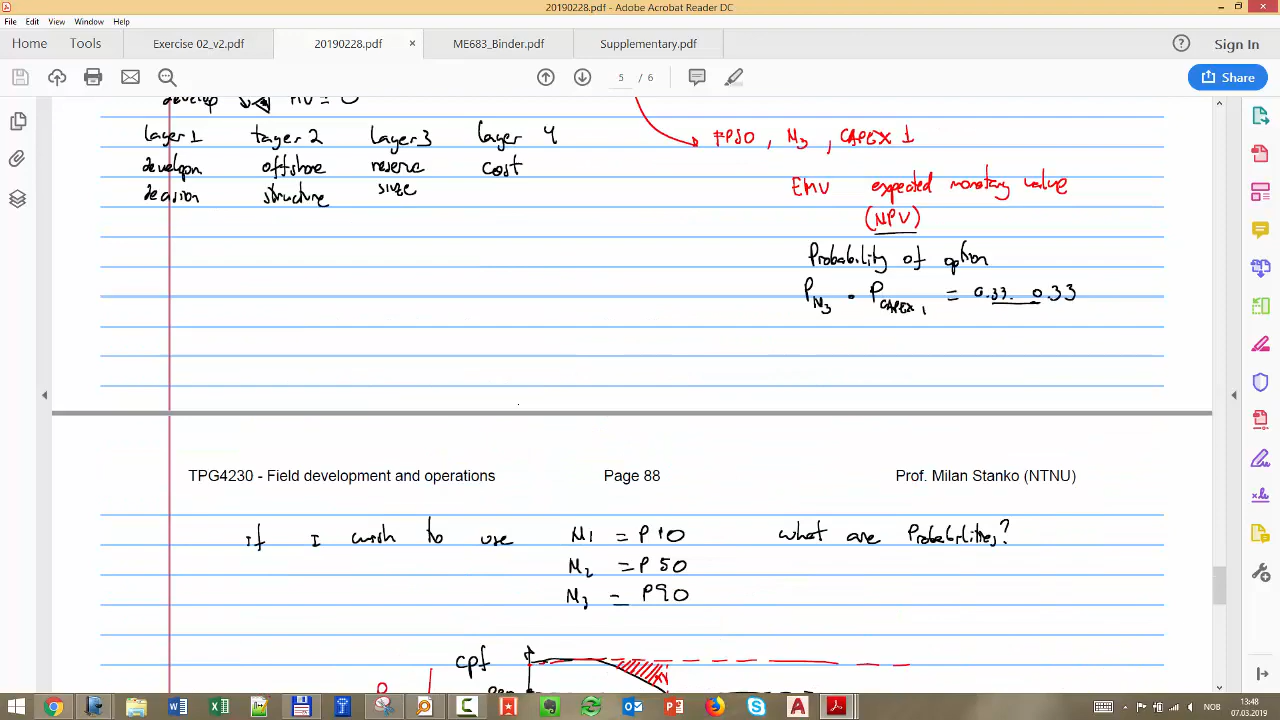 20190228.pdf - Adobe Acrobat Reader DC
File Edit View Window Help
Home Tools Exercise 02_v2.pdf 20190228.pdf × ME683_Binder.pdf Supplementary.pdf Sign In
5 / 6 Share
develop NV = 0
layer 1 layer 2 layer 3 layer 4
develop offshore reserve cost
decision structure size
FPSO, N3, CAPEX 1
EMV expected monetary value
(NPV)
Probability of option
PN3 • PCAPEX1 = 0.33. 0.33
TPG4230 - Field development and operations Page 88 Prof. Milan Stanko (NTNU)
if I wish to use N1 = P10 what are Probabilities?
N2 = P50
N3 = P90
cpf
NOB 13:48
07.03.2019